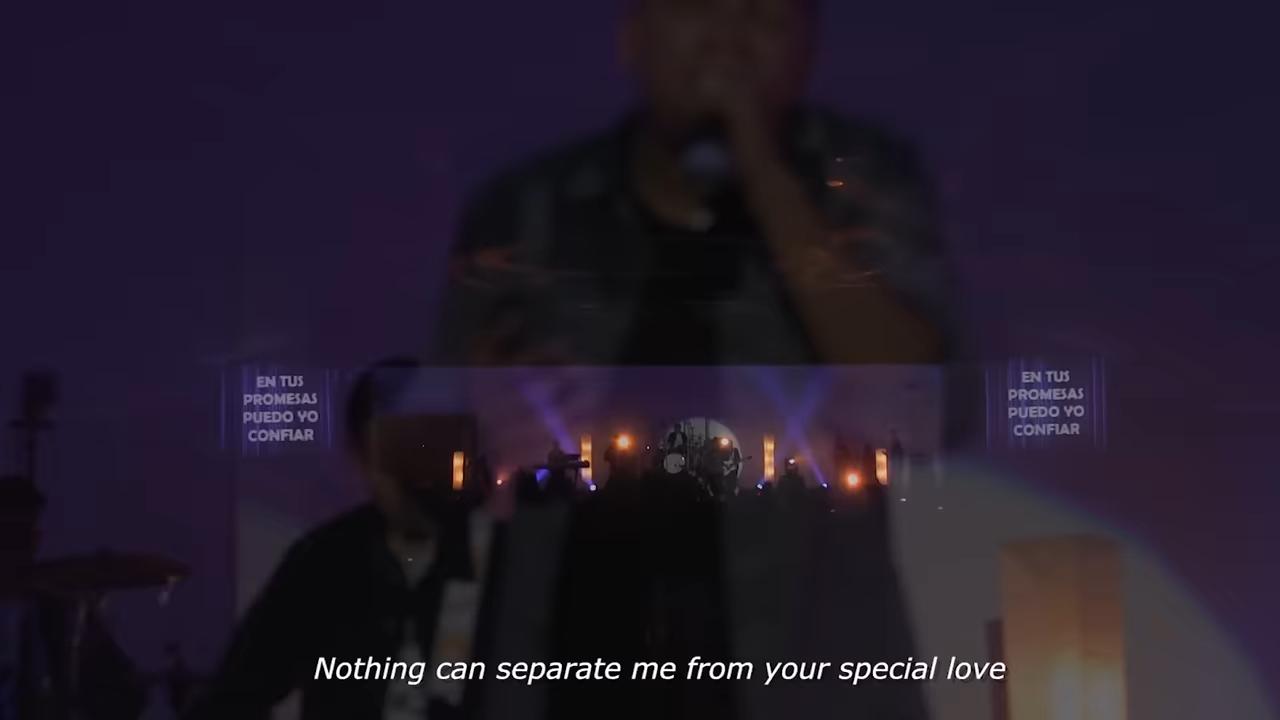 EN TUS
PROMESAS
PUEDO YO
CONFIAR
EN TUS
PROMESAS
PUEDO YO
CONFIAR
Nothing can separate me from your special love